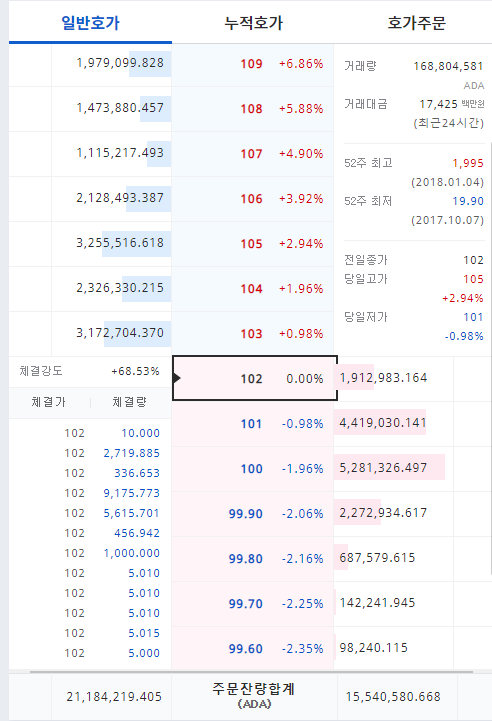 일반호가 누적호가 호가주문
1,979,099.828 109 +6.86%
1,473,880.457 108 +5.88%
1,115,217.493 107 +4.90%
2,128,493.387 106 +3.92%
3,255,516.618 105 +2.94%
2,326,330.215 104 +1.96%
3,172,704.370 103 +0.98%
거래량 168,804,581
ADA
거래대금 17,425 백만원
(최근24시간)
52주 최고 1,995
(2018.01.04)
52주 최저 19.90
(2017.10.07)
전일종가 102
당일고가 105
+2.94%
당일저가 101
-0.98%
102 0.00% 1,912,983.164
101 -0.98% 4,419,030.141
100 -1.96% 5,281,326.497
99.90 -2.06% 2,272,934.617
99.80 -2.16% 687,579.615
99.70 -2.25% 142,241.945
99.60 -2.35% 98,240.115
체결강도 +68.53%
체결가 체결량
102 10.000
102 2,719.885
102 336.653
102 9,175.773
102 5,615.701
102 456.942
102 1,000.000
102 5.010
102 5.010
102 5.010
102 5.015
102 5.000
21,184,219.405 주문잔량합계 15,540,580.668
(ADA)